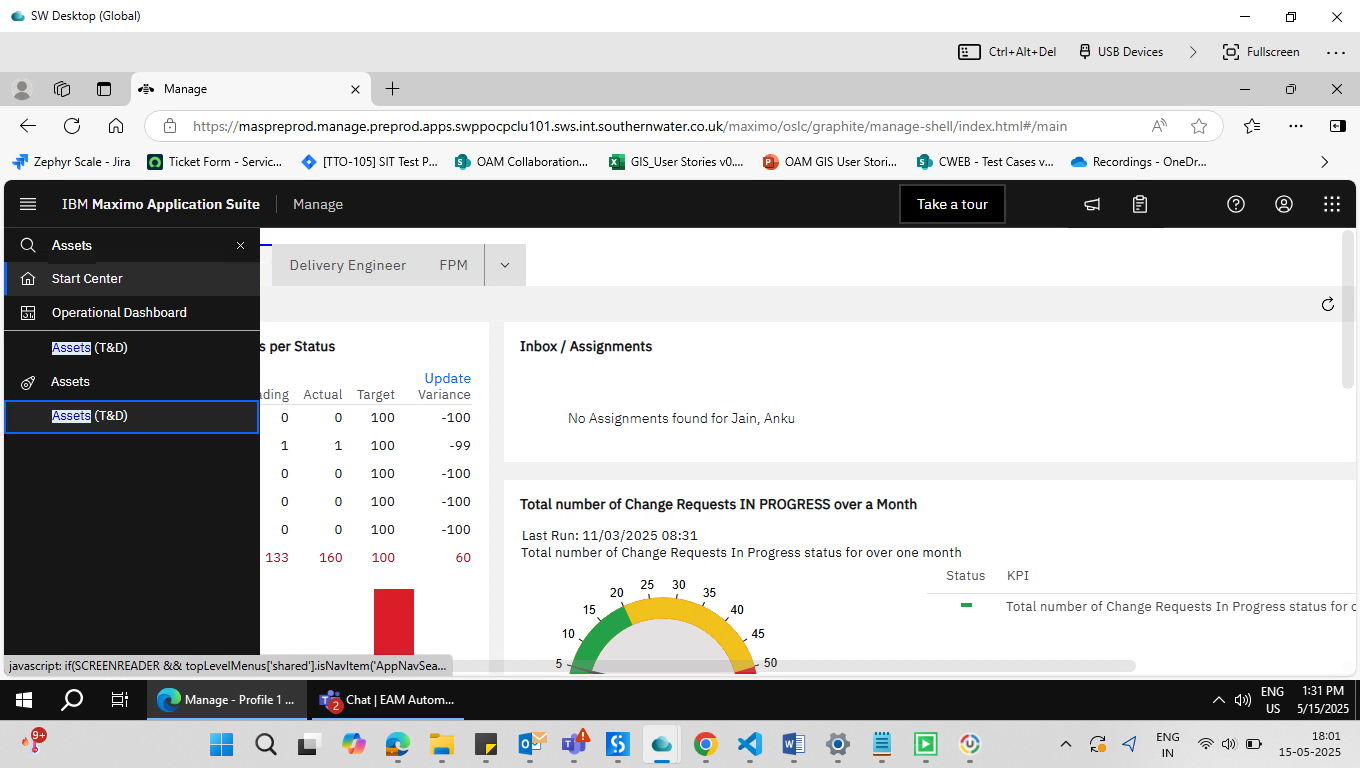 SW Desktop (Global)
Ctrl+Alt+Del USB Devices Fullscreen
Manage
https://maspreprod.manage.preprod.apps.swppocpclu101.sws.int.southernwater.co.uk/maximo/oslc/graphite/manage-shell/index.html#/main
Zephyr Scale - Jira Ticket Form - Servic... [TTO-105] SIT Test P... OAM Collaboration... GIS_User Stories v0.... OAM GIS User Stori... CWEB - Test Cases v... Recordings - OneDr...
IBM Maximo Application Suite Manage Take a tour
Assets
Start Center
Operational Dashboard
Assets (T&D)
Assets
Assets (T&D)
Delivery Engineer FPM
s per Status
Update
ding Actual Target Variance
0 0 100 -100
1 1 100 -99
0 0 100 -100
0 0 100 -100
0 0 100 -100
133 160 100 60
Inbox / Assignments
No Assignments found for Jain, Anku
Total number of Change Requests IN PROGRESS over a Month
Last Run: 11/03/2025 08:31
Total number of Change Requests In Progress status for over one month
5 10 15 20 25 30 35 40 45 50
Status KPI
Total number of Change Requests In Progress status for o
javascript: if(SCREENREADER && topLevelMenus['shared'].isNavItem('AppNavSea...
Manage - Profile 1 ... 2 Chat | EAM Autom...
ENG
US
1:31 PM
5/15/2025
9+
ENG
IN
18:01
15-05-2025